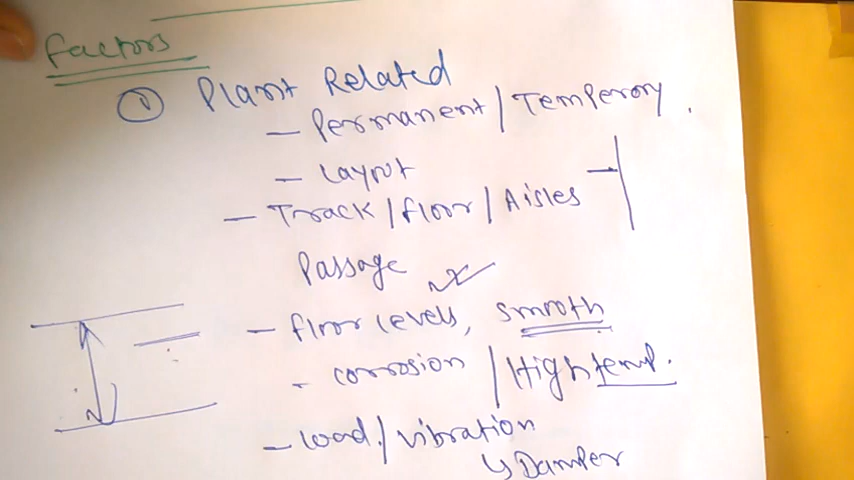 Factors
① Plant Related
- Permanent / Temperory.
- Layout
- Track / floor / Aisles
Passage
- floor levels, smooth
- corrosion / High temp.
- Load / vibration
↳ Damper